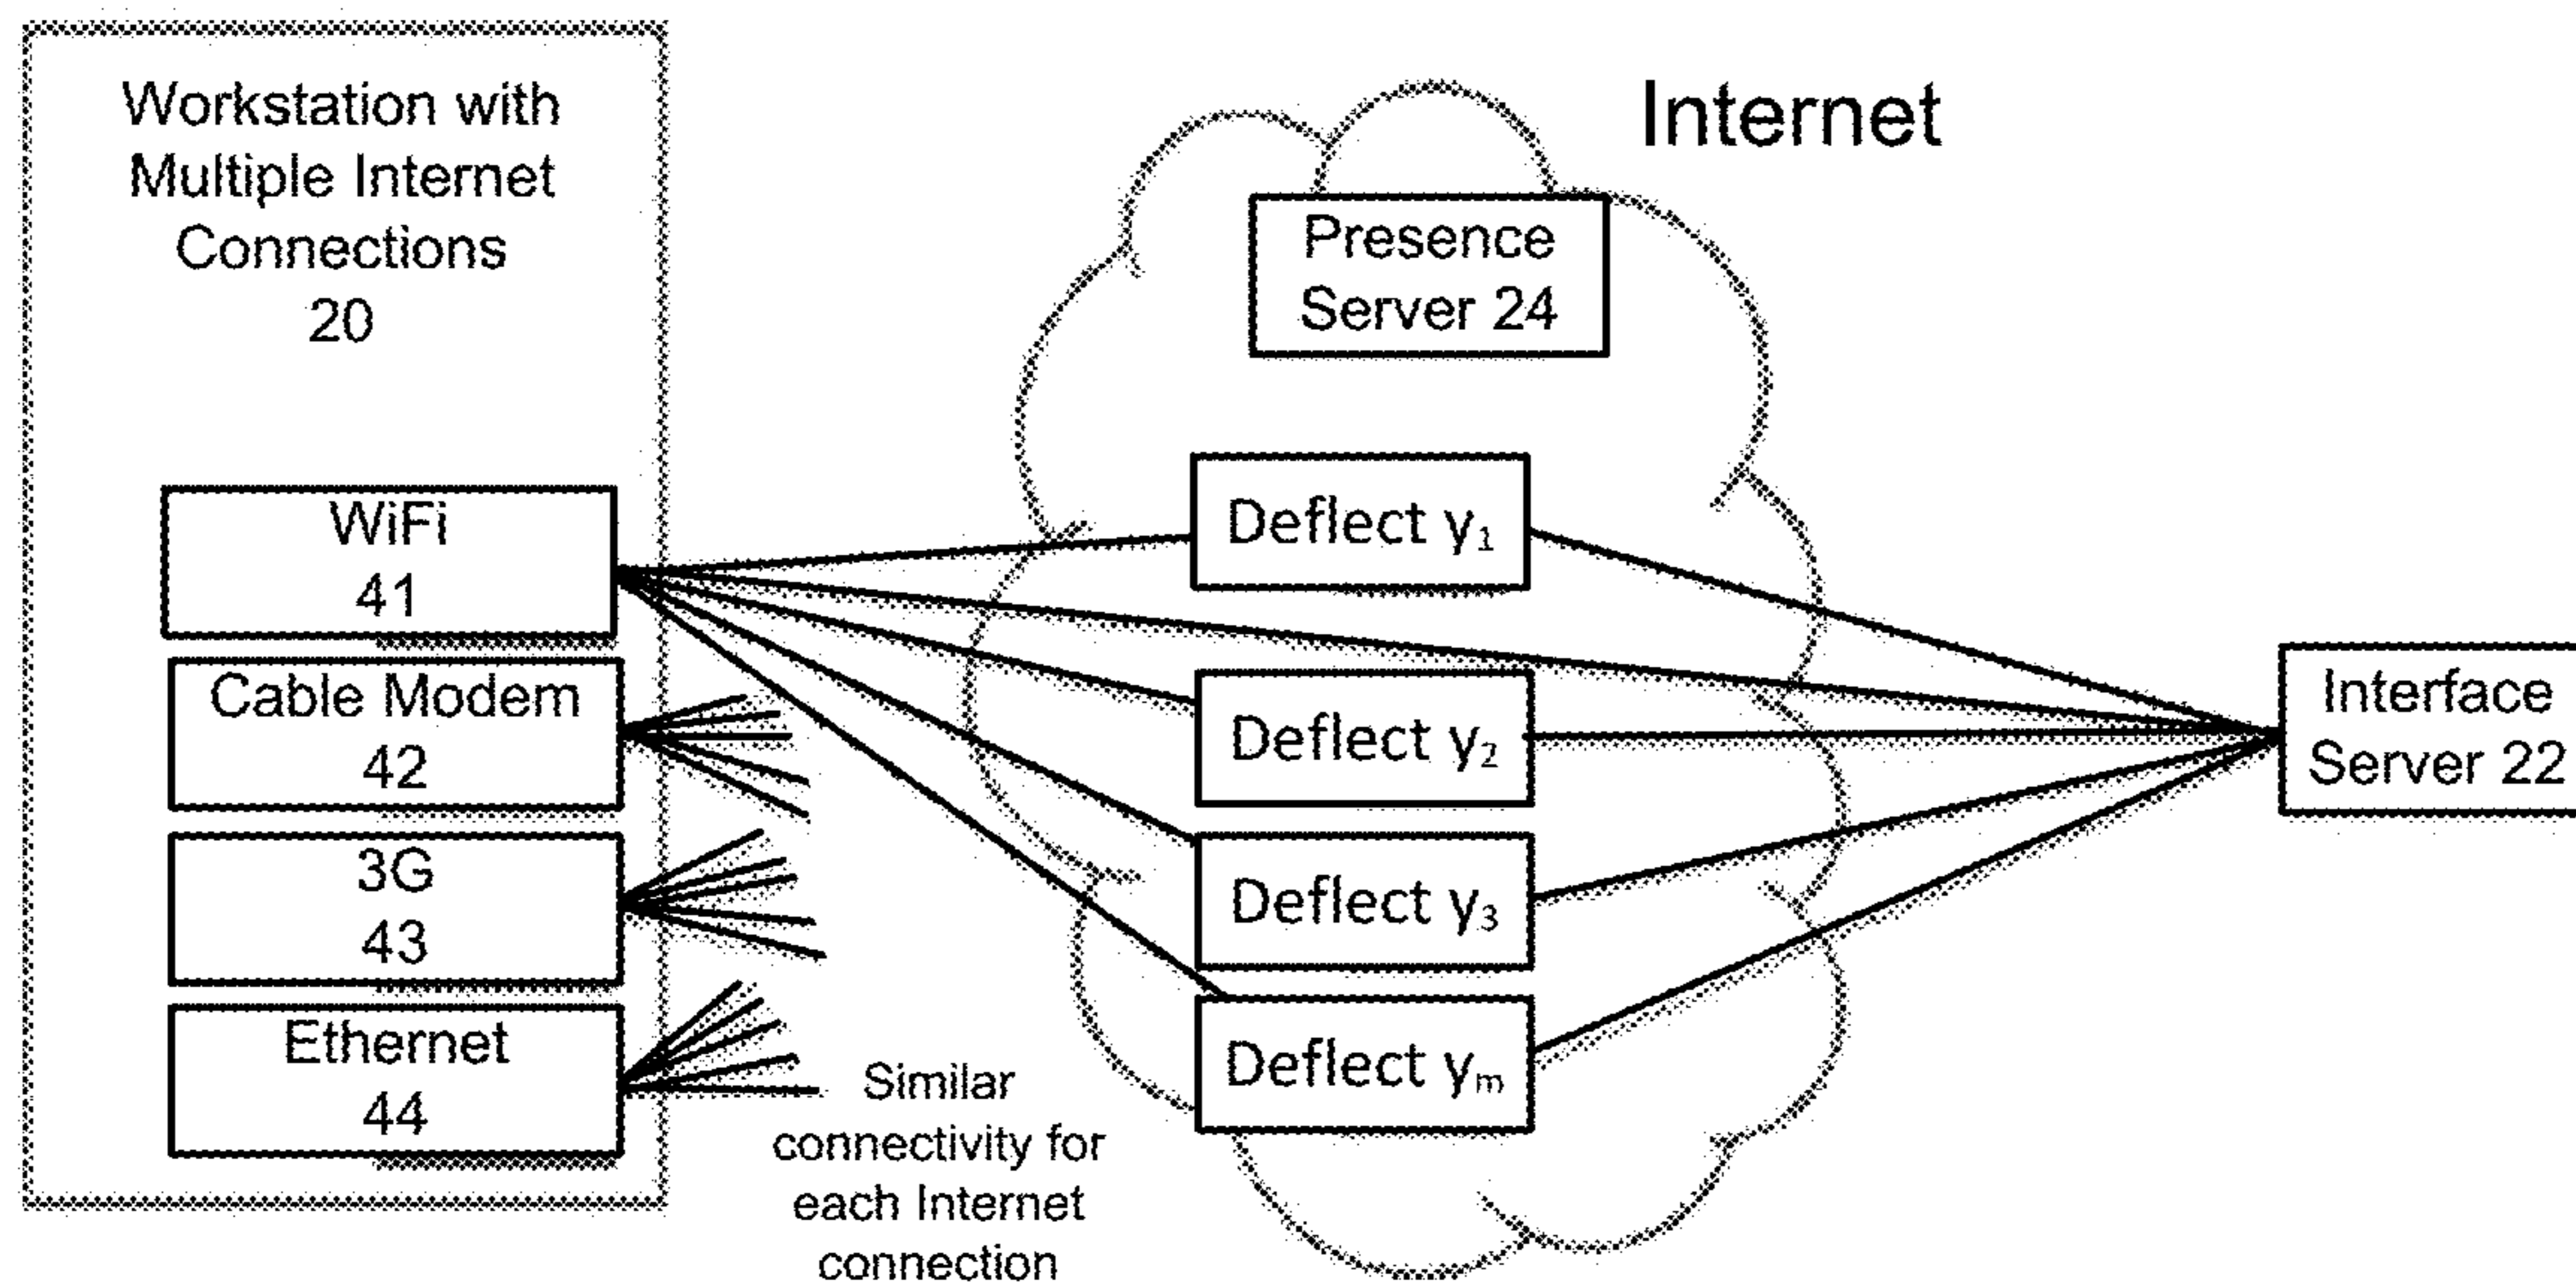 Workstation with
Multiple Internet
Connections
20
WiFi
41
Cable Modem
42
3G
43
Ethernet
44
Similar
connectivity for
each Internet
connection
Internet
Presence
Server 24
Deflect y₁
Deflect y₂
Deflect y₃
Deflect yₘ
Interface
Server 22